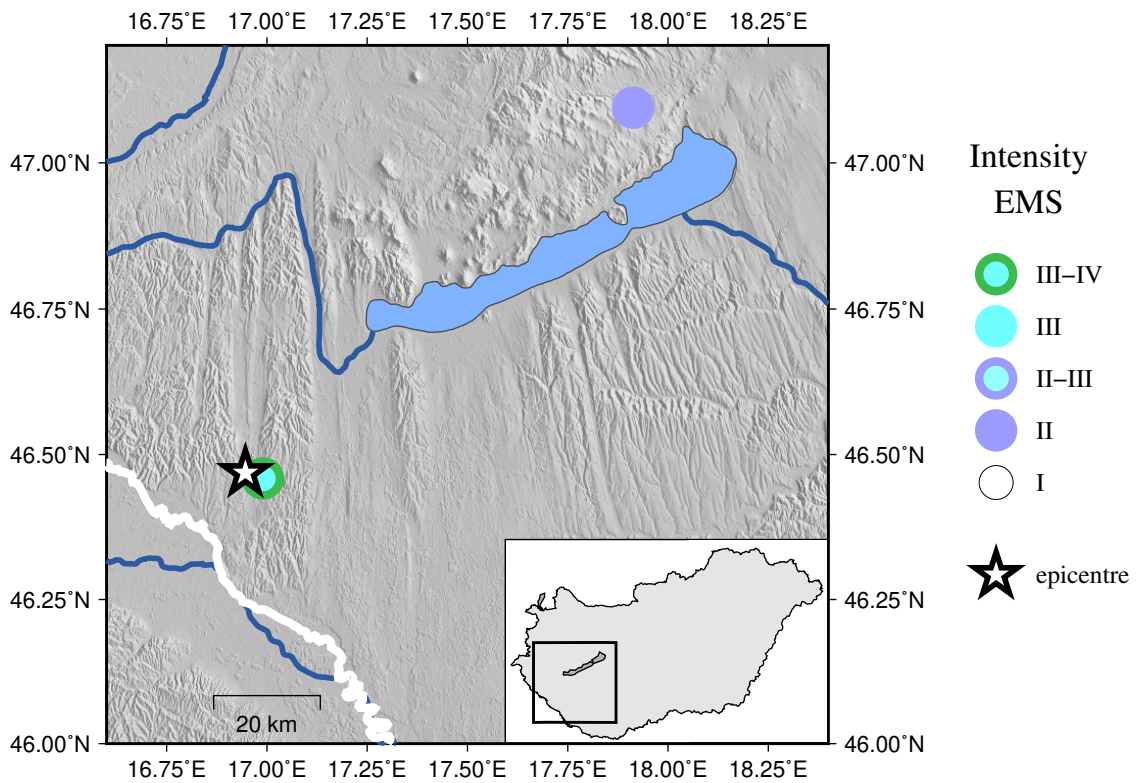 16.75°E 17.00°E 17.25°E 17.50°E 17.75°E 18.00°E 18.25°E
47.00°N 47.00°N
46.75°N 46.75°N
46.50°N 46.50°N
46.25°N 46.25°N
46.00°N 46.00°N
20 km
16.75°E 17.00°E 17.25°E 17.50°E 17.75°E 18.00°E 18.25°E
Intensity
EMS
III–IV
III
II–III
II
I
epicentre